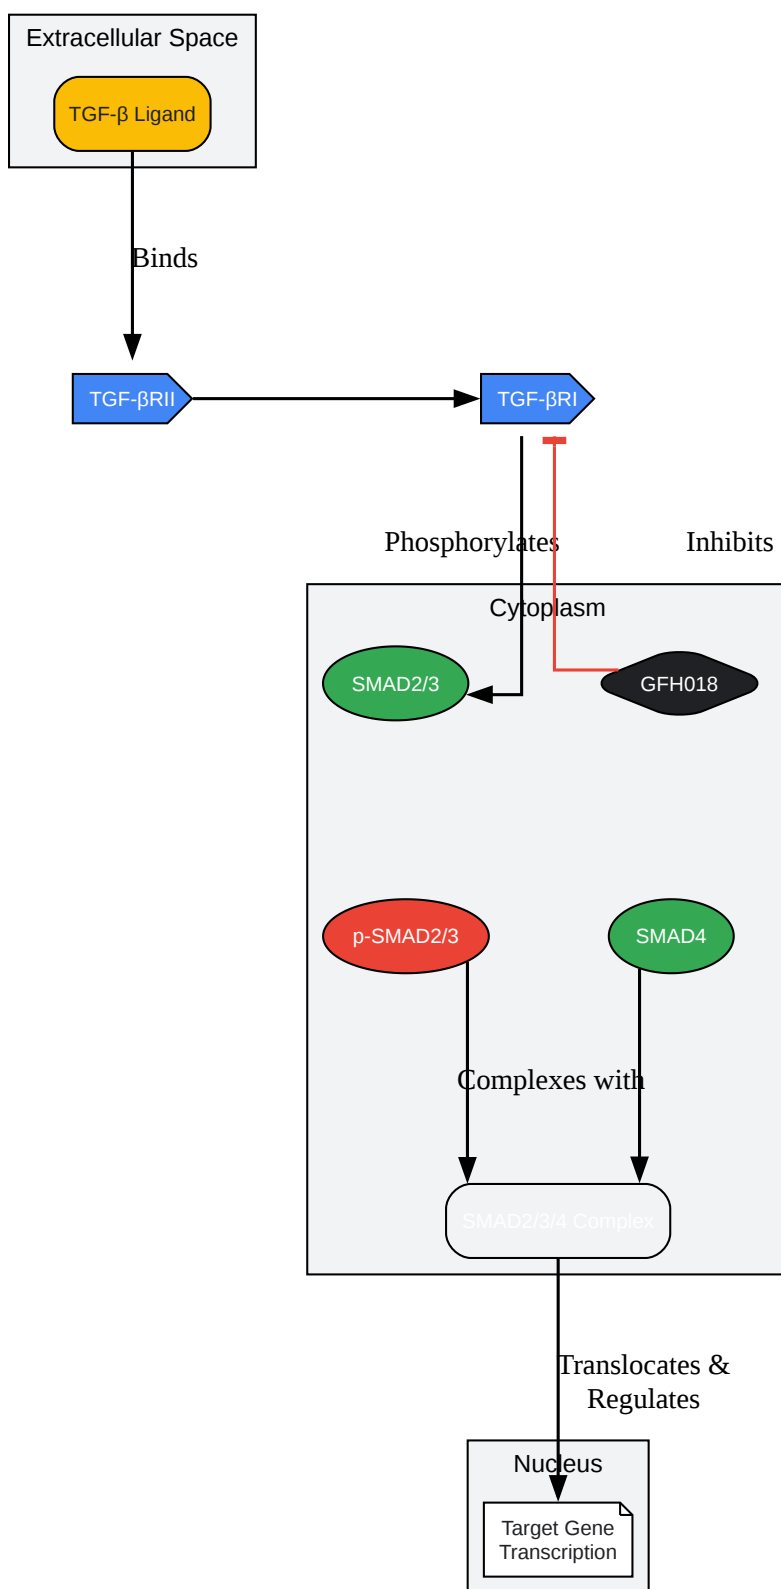 Extracellular Space
TGF-β Ligand
Binds
TGF-βRII
TGF-βRI
Phosphorylates
Inhibits
Cytoplasm
SMAD2/3
GFH018
p-SMAD2/3
SMAD4
Complexes with
SMAD2/3/4 Complex
Translocates &
Regulates
Nucleus
Target Gene
Transcription